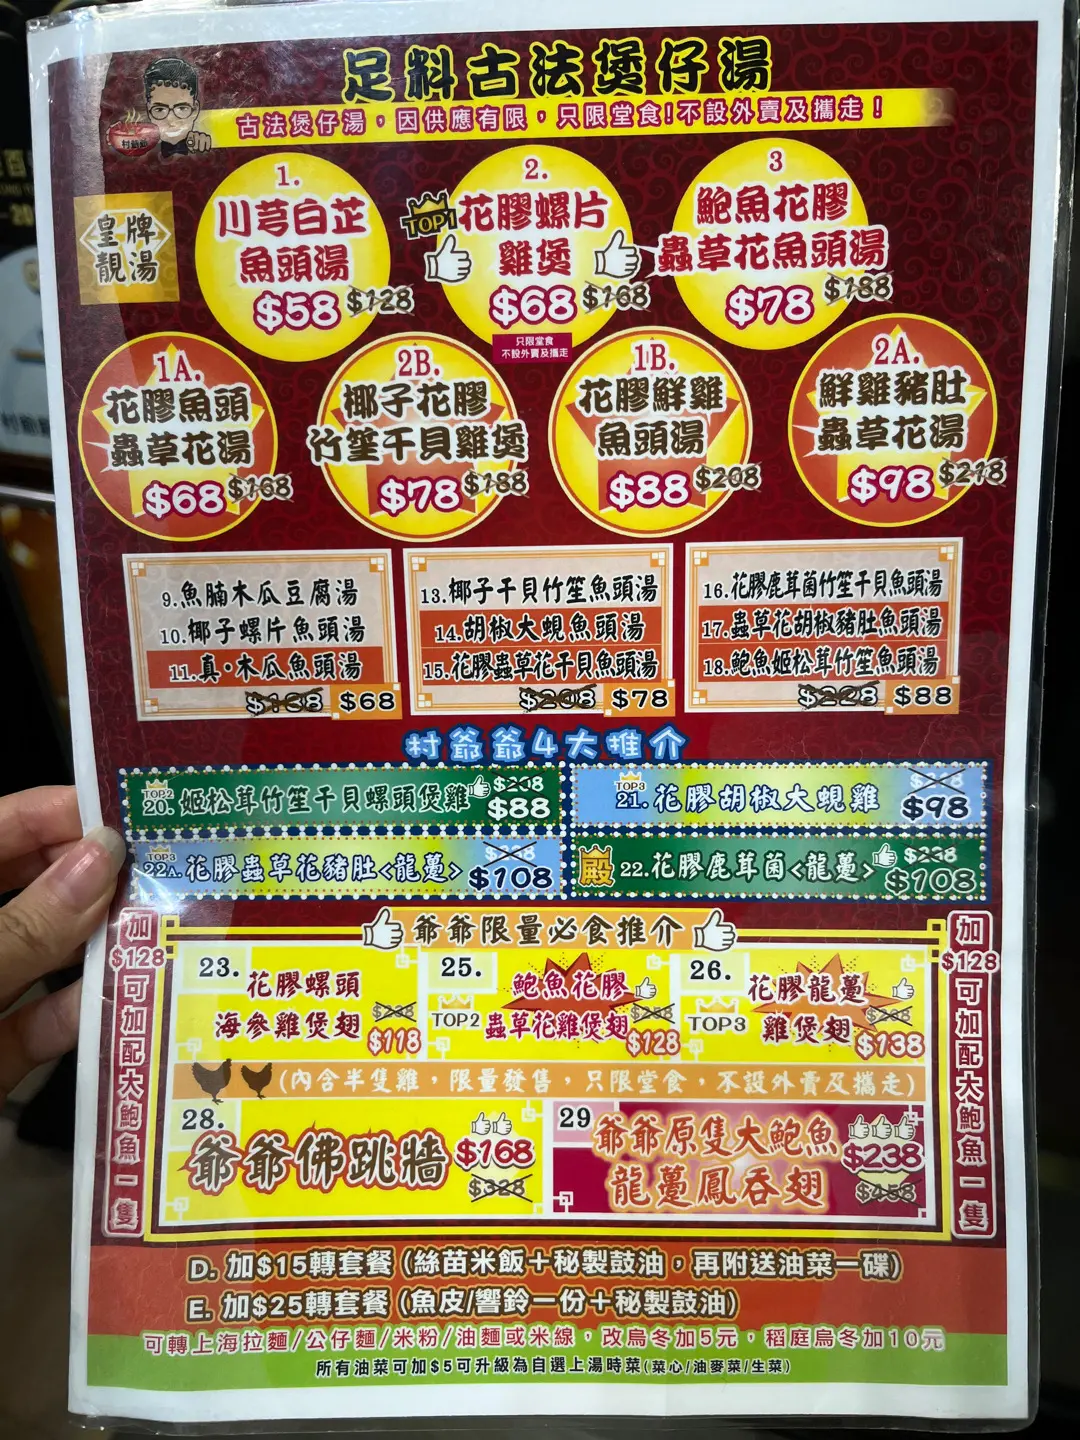 足料古法煲仔湯
古法煲仔湯，因供應有限，只限堂食!不設外賣及攜走！
村爺爺
皇牌
靚湯
1.
川芎白芷
魚頭湯
$58 $128
TOP1
2.
花膠螺片
雞煲
$68 $168
只限堂食
不設外賣及攜走
3
鮑魚花膠
蟲草花魚頭湯
$78 $188
1A.
花膠魚頭
蟲草花湯
$68 $168
2B.
椰子花膠
竹笙干貝雞煲
$78 $188
1B.
花膠鮮雞
魚頭湯
$88 $208
2A.
鮮雞豬肚
蟲草花湯
$98 $218
9.魚腩木瓜豆腐湯
10.椰子螺片魚頭湯
11.真·木瓜魚頭湯
$68
13.椰子干貝竹笙魚頭湯
14.胡椒大蜆魚頭湯
15.花膠蟲草花干貝魚頭湯
$208 $78
16.花膠鹿茸菌竹笙干貝魚頭湯
17.蟲草花胡椒豬肚魚頭湯
18.鮑魚姬松茸竹笙魚頭湯
$228 $88
村爺爺4大推介
TOP2
20.姬松茸竹笙干貝螺頭煲雞 $208
$88
TOP3
21.花膠胡椒大蜆雞 $98
TOP3
22A.花膠蟲草花豬肚<龍躉> $108
殿 22.花膠鹿茸菌<龍躉> $238
$108
爺爺限量必食推介
加
$128
可加配大鮑魚一隻
加
$128
可加配大鮑魚一隻
23.
花膠螺頭
海參雞煲翅 $118
25.
TOP2
鮑魚花膠
蟲草花雞煲翅 $128
26.
TOP3
花膠龍躉
雞煲翅 $138
(內含半隻雞，限量發售，只限堂食，不設外賣及攜走)
28.
爺爺佛跳牆 $168
$328
29
爺爺原隻大鮑魚
龍躉鳳吞翅
$238
$458
D. 加$15轉套餐 (絲苗米飯＋秘製鼓油，再附送油菜一碟)
E. 加$25轉套餐 (魚皮/響鈴一份＋秘製鼓油)
可轉上海拉麵/公仔麵/米粉/油麵或米線，改烏冬加5元，稻庭烏冬加10元
所有油菜可加$5可升級為自選上湯時菜(菜心/油麥菜/生菜)